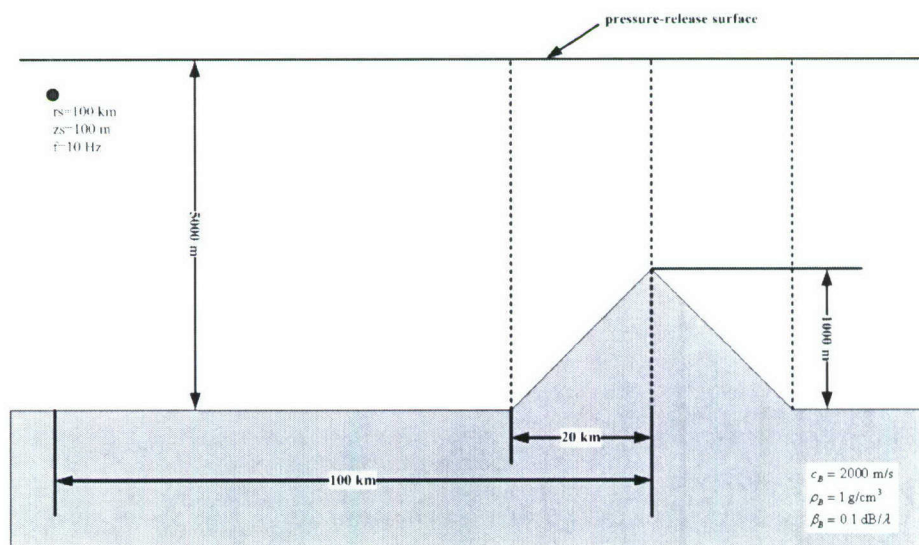 pressure-release surface
rs=100 km
zs=100 m
f=10 Hz
5000 m
1000 m
20 km
100 km
c_B = 2000 m/s
ρ_B = 1 g/cm³
β_B = 0.1 dB/λ